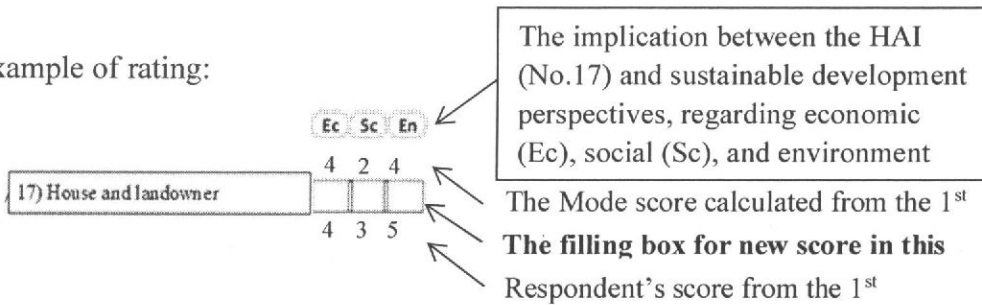 The implication between the HAI
(No.17) and sustainable development
perspectives, regarding economic
(Ec), social (Sc), and environment
xample of rating:
Ec Sc En
4 2 4
17) House and landowner
4 3 5
The Mode score calculated from the 1st
The filling box for new score in this
Respondent's score from the 1st